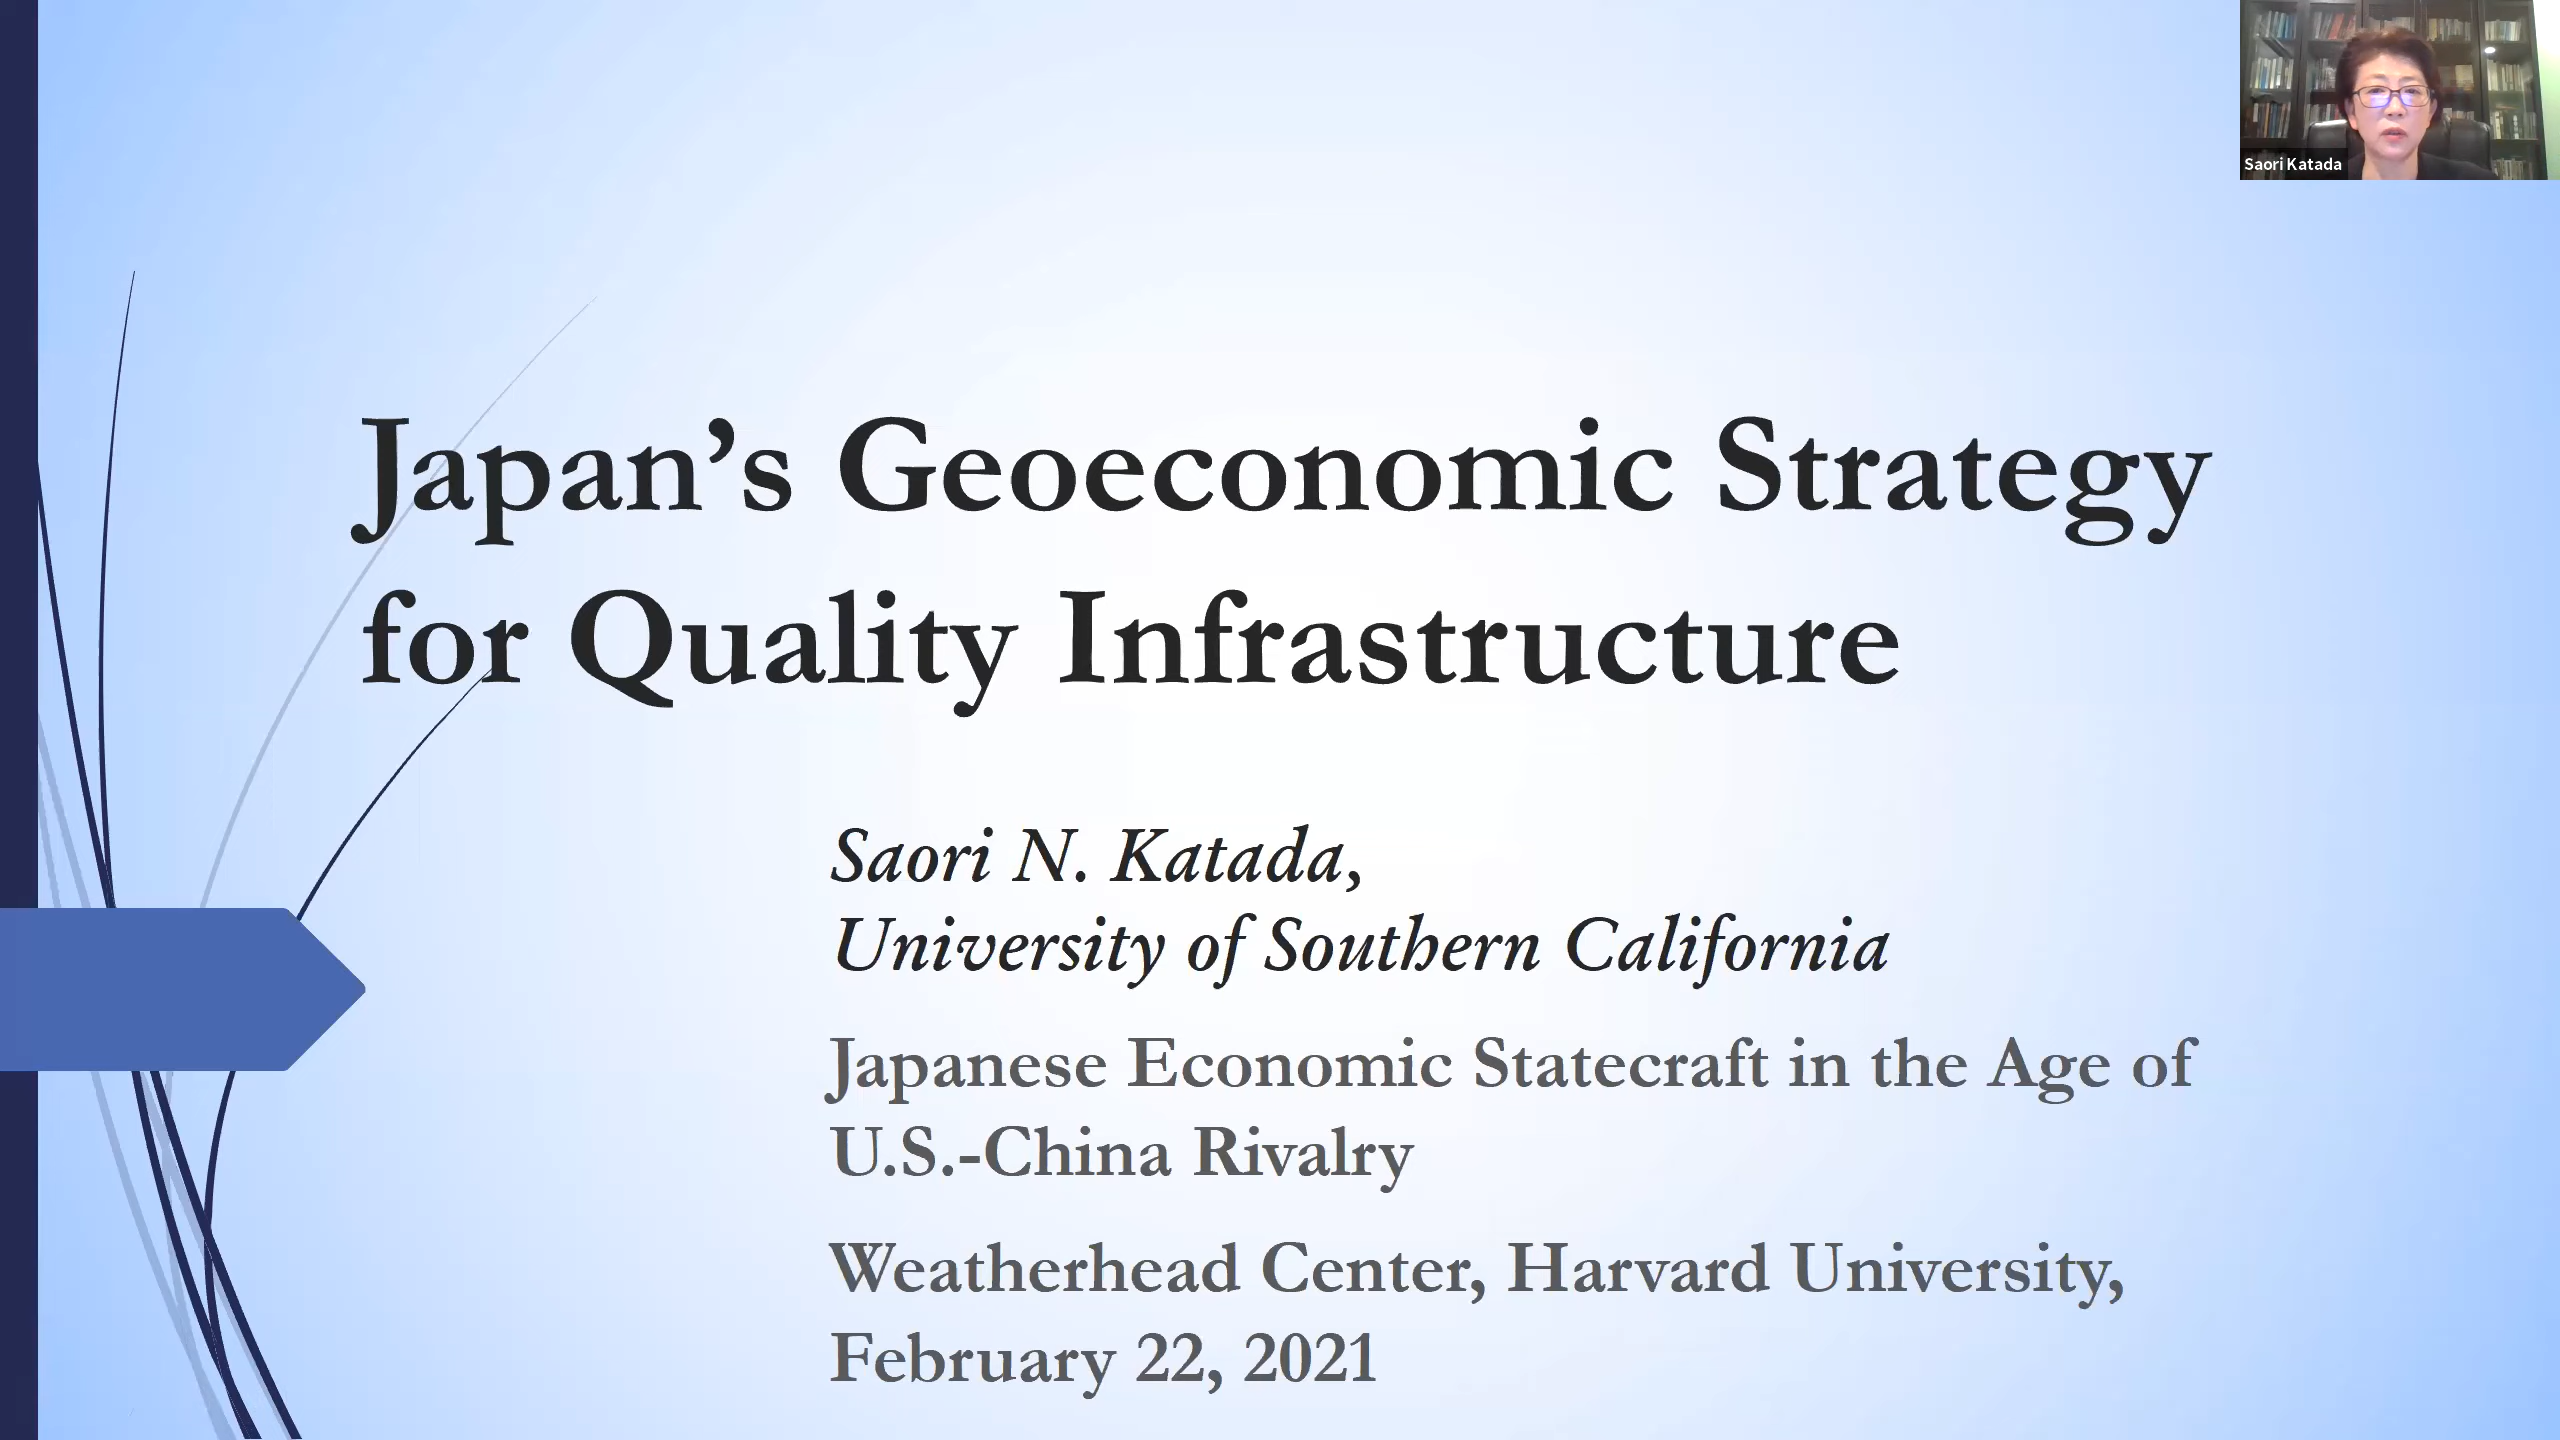 Saori Katada
Japan’s Geoeconomic Strategy
for Quality Infrastructure
Saori N. Katada,
University of Southern California
Japanese Economic Statecraft in the Age of
U.S.-China Rivalry
Weatherhead Center, Harvard University,
February 22, 2021